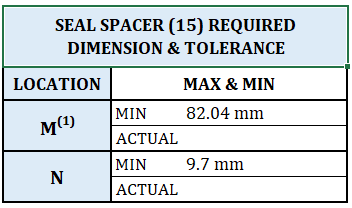 SEAL SPACER (15) REQUIRED
DIMENSION & TOLERANCE
LOCATION MAX & MIN
M(1)
MIN 82.04 mm
ACTUAL
N
MIN 9.7 mm
ACTUAL